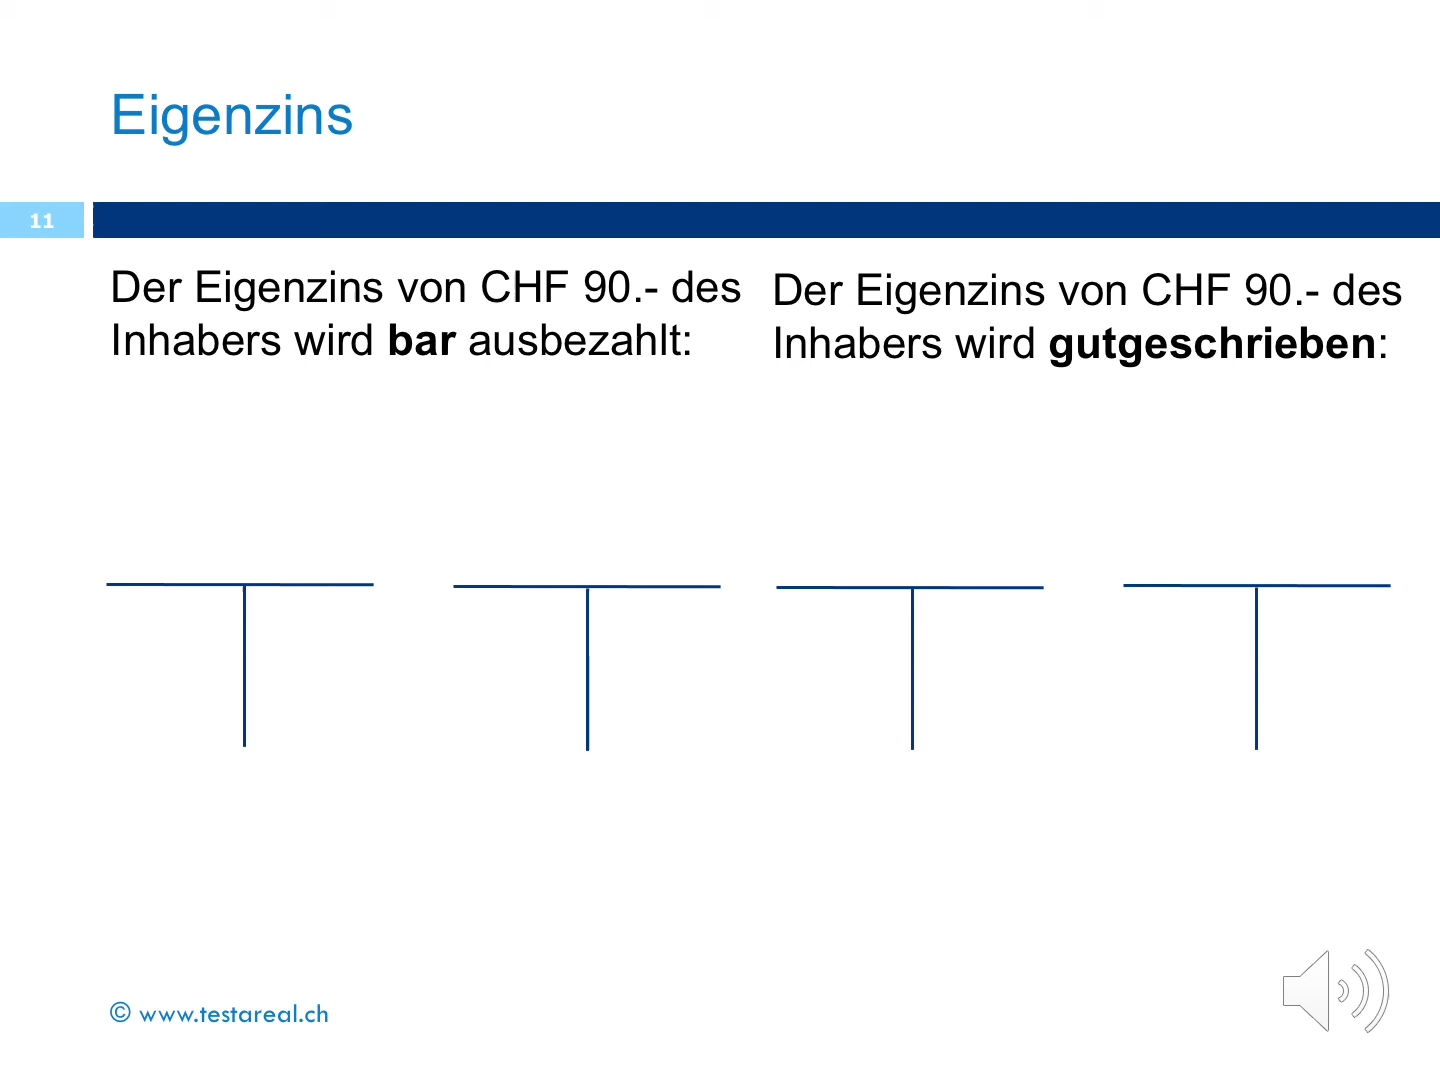 Eigenzins
11
Der Eigenzins von CHF 90.- des
Inhabers wird bar ausbezahlt:
Der Eigenzins von CHF 90.- des
Inhabers wird gutgeschrieben:
© www.testareal.ch